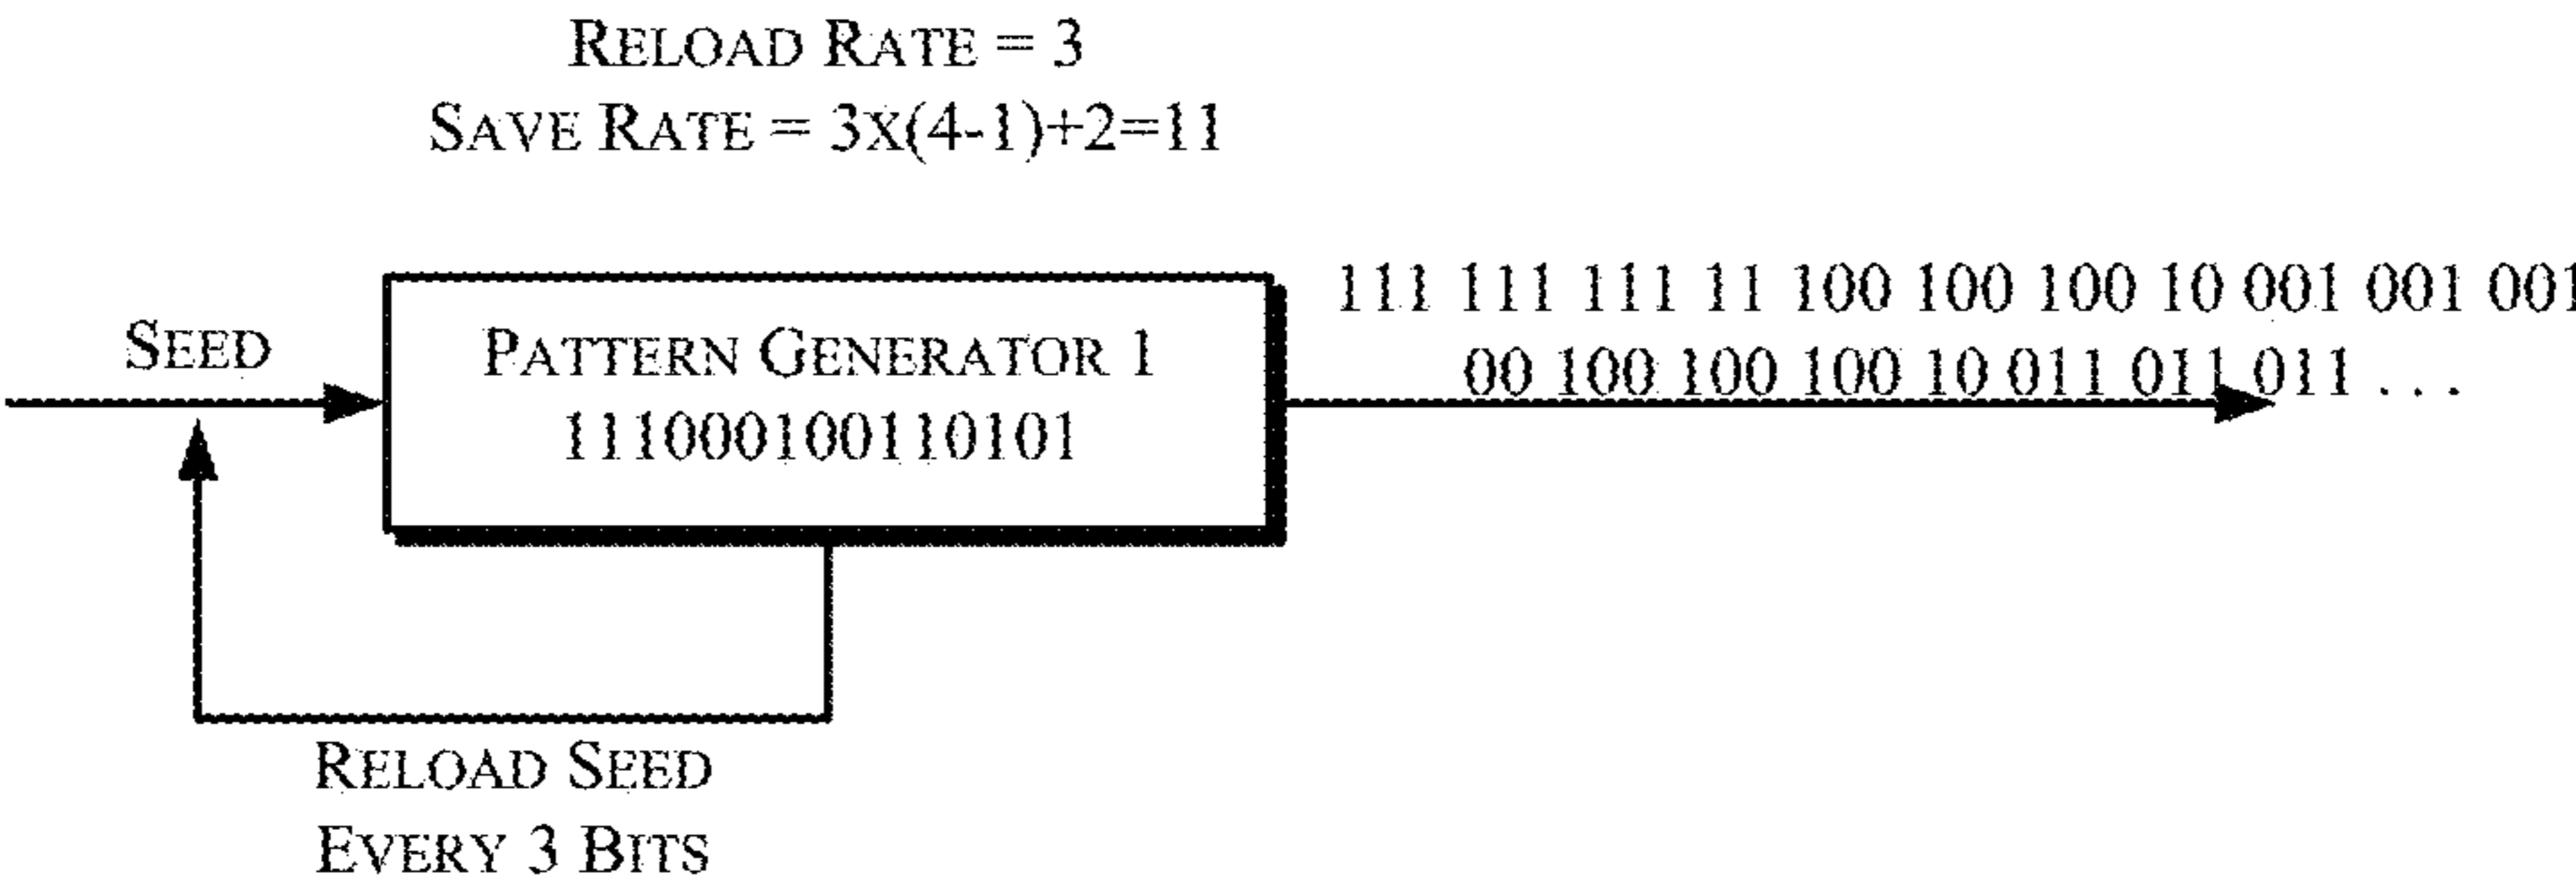 RELOAD RATE = 3
SAVE RATE = 3X(4-1)+2=11
111 111 111 11 100 100 100 10 001 001 001
00 100 100 100 10 011 011 011 . . .
SEED
PATTERN GENERATOR 1
111000100110101
RELOAD SEED
EVERY 3 BITS